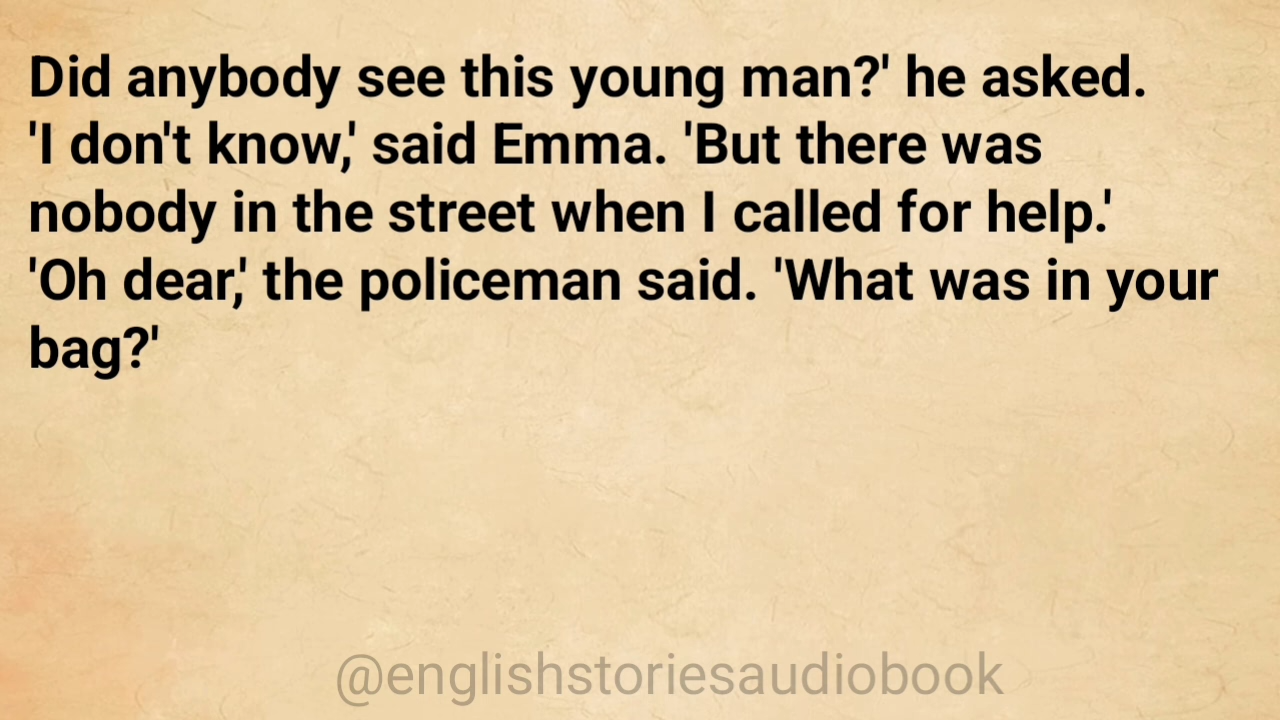 Did anybody see this young man?' he asked.
'I don't know,' said Emma. 'But there was
nobody in the street when I called for help.'
'Oh dear,' the policeman said. 'What was in your
bag?'
@englishstoriesaudiobook